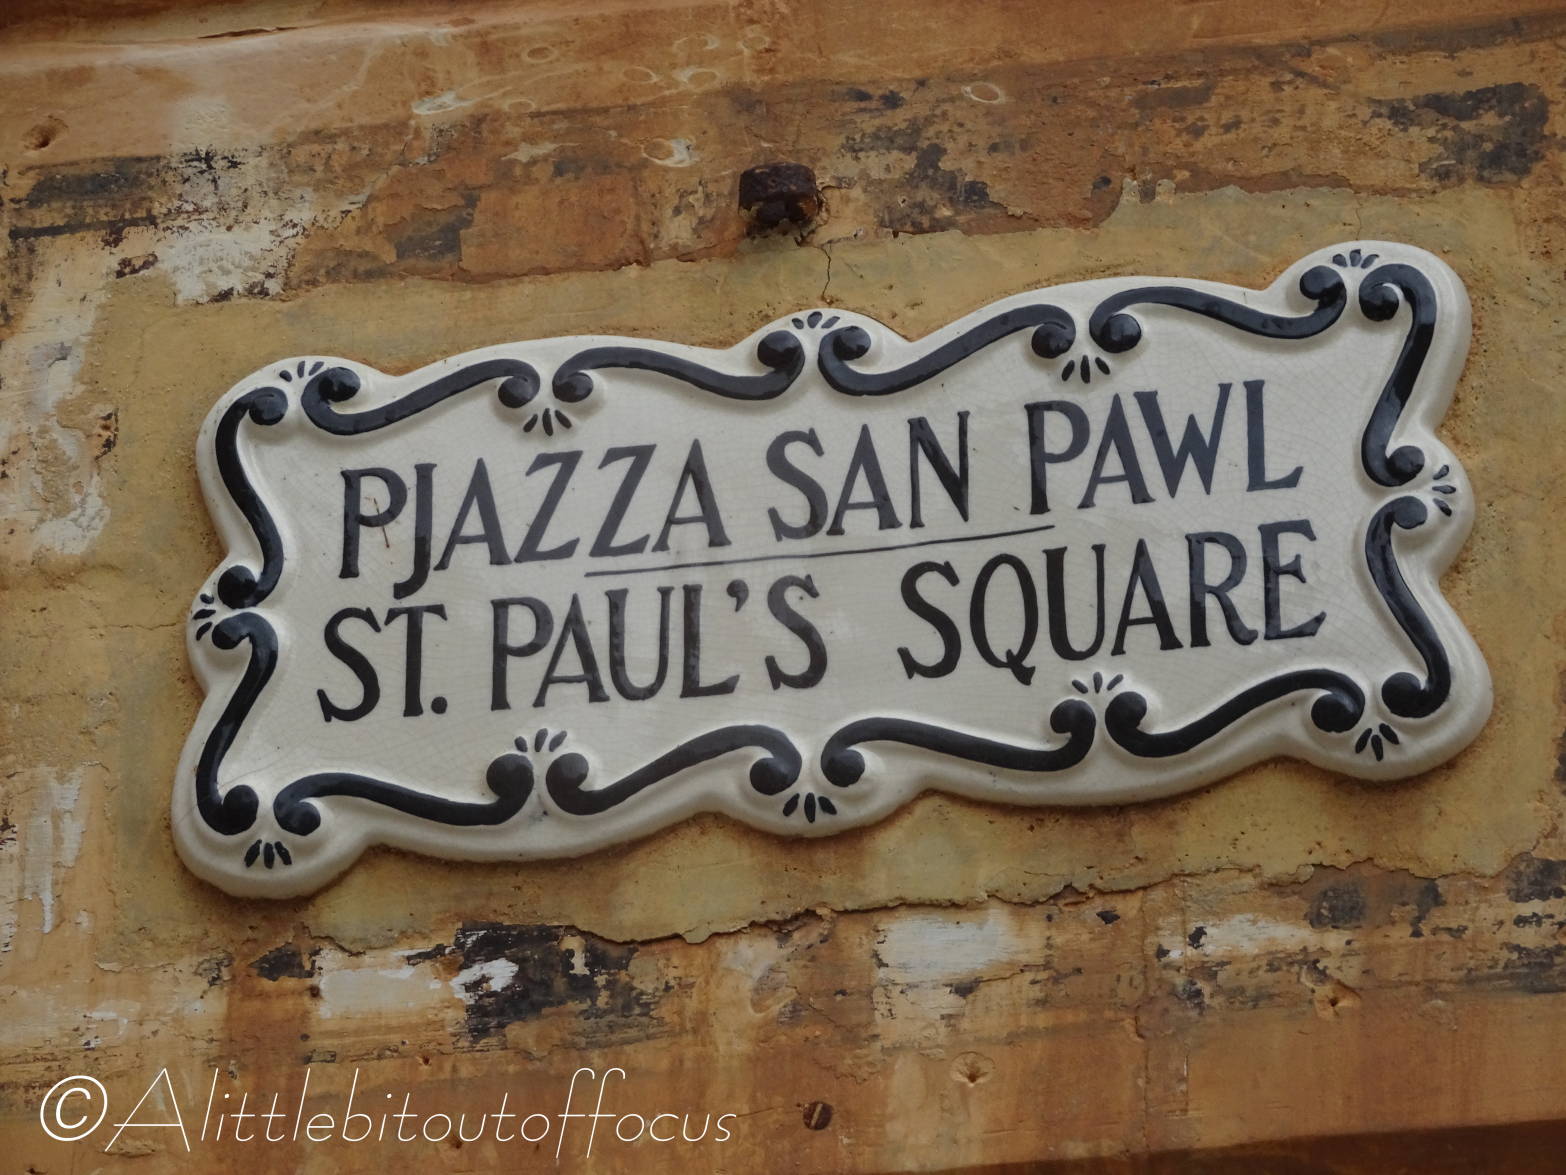 PJAZZA SAN PAWL
ST. PAUL'S SQUARE
©Alittlebitoutoffocus